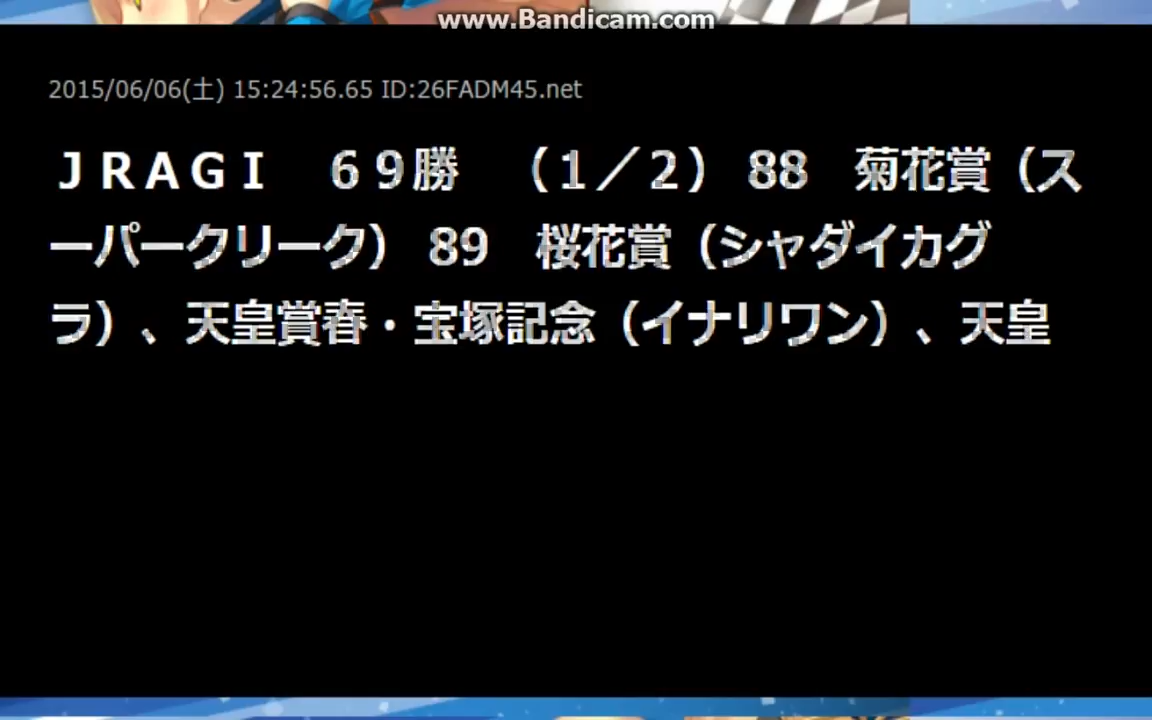 www.Bandicam.com
2015/06/06(土) 15:24:56.65 ID:26FADM45.net
ＪＲＡＧＩ　６９勝　（１／２） 88　菊花賞（ス
ーパークリーク） 89　桜花賞（シャダイカグ
ラ）、天皇賞春・宝塚記念（イナリワン）、天皇